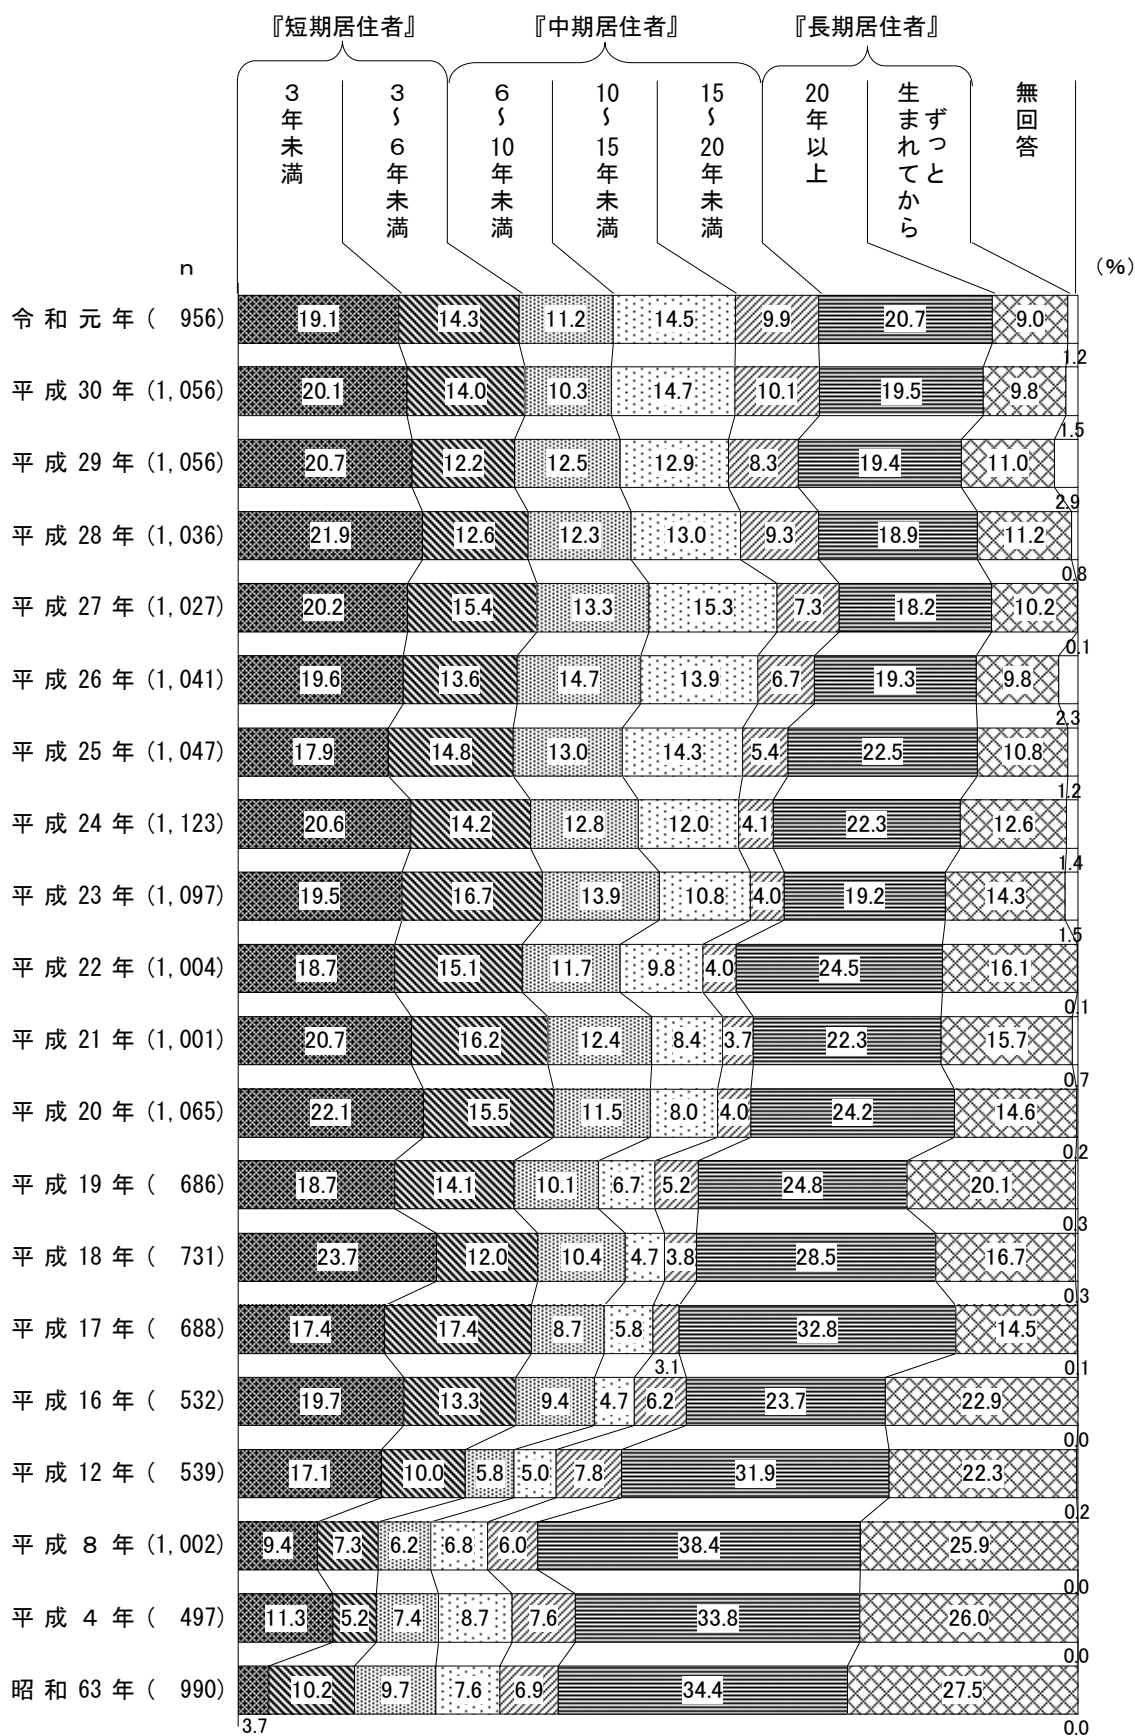 『短期居住者』 『中期居住者』 『長期居住者』
3年未満
3～6年未満
6～10年未満
10～15年未満
15～20年未満
20年以上
生まれてから
ずっと
無回答
n (%)
令和元年( 956) 19.1 14.3 11.2 14.5 9.9 20.7 9.0
1.2
平成30年(1,056) 20.1 14.0 10.3 14.7 10.1 19.5 9.8
1.5
平成29年(1,056) 20.7 12.2 12.5 12.9 8.3 19.4 11.0
2.9
平成28年(1,036) 21.9 12.6 12.3 13.0 9.3 18.9 11.2
0.8
平成27年(1,027) 20.2 15.4 13.3 15.3 7.3 18.2 10.2
0.1
平成26年(1,041) 19.6 13.6 14.7 13.9 6.7 19.3 9.8
2.3
平成25年(1,047) 17.9 14.8 13.0 14.3 5.4 22.5 10.8
1.2
平成24年(1,123) 20.6 14.2 12.8 12.0 4.1 22.3 12.6
1.4
平成23年(1,097) 19.5 16.7 13.9 10.8 4.0 19.2 14.3
1.5
平成22年(1,004) 18.7 15.1 11.7 9.8 4.0 24.5 16.1
0.1
平成21年(1,001) 20.7 16.2 12.4 8.4 3.7 22.3 15.7
0.7
平成20年(1,065) 22.1 15.5 11.5 8.0 4.0 24.2 14.6
0.2
平成19年( 686) 18.7 14.1 10.1 6.7 5.2 24.8 20.1
0.3
平成18年( 731) 23.7 12.0 10.4 4.7 3.8 28.5 16.7
0.3
平成17年( 688) 17.4 17.4 8.7 5.8 32.8 14.5
3.1 0.1
平成16年( 532) 19.7 13.3 9.4 4.7 6.2 23.7 22.9
0.0
平成12年( 539) 17.1 10.0 5.8 5.0 7.8 31.9 22.3
0.2
平成8年(1,002) 9.4 7.3 6.2 6.8 6.0 38.4 25.9
0.0
平成4年( 497) 11.3 5.2 7.4 8.7 7.6 33.8 26.0
0.0
昭和63年( 990) 10.2 9.7 7.6 6.9 34.4 27.5
3.7 0.0